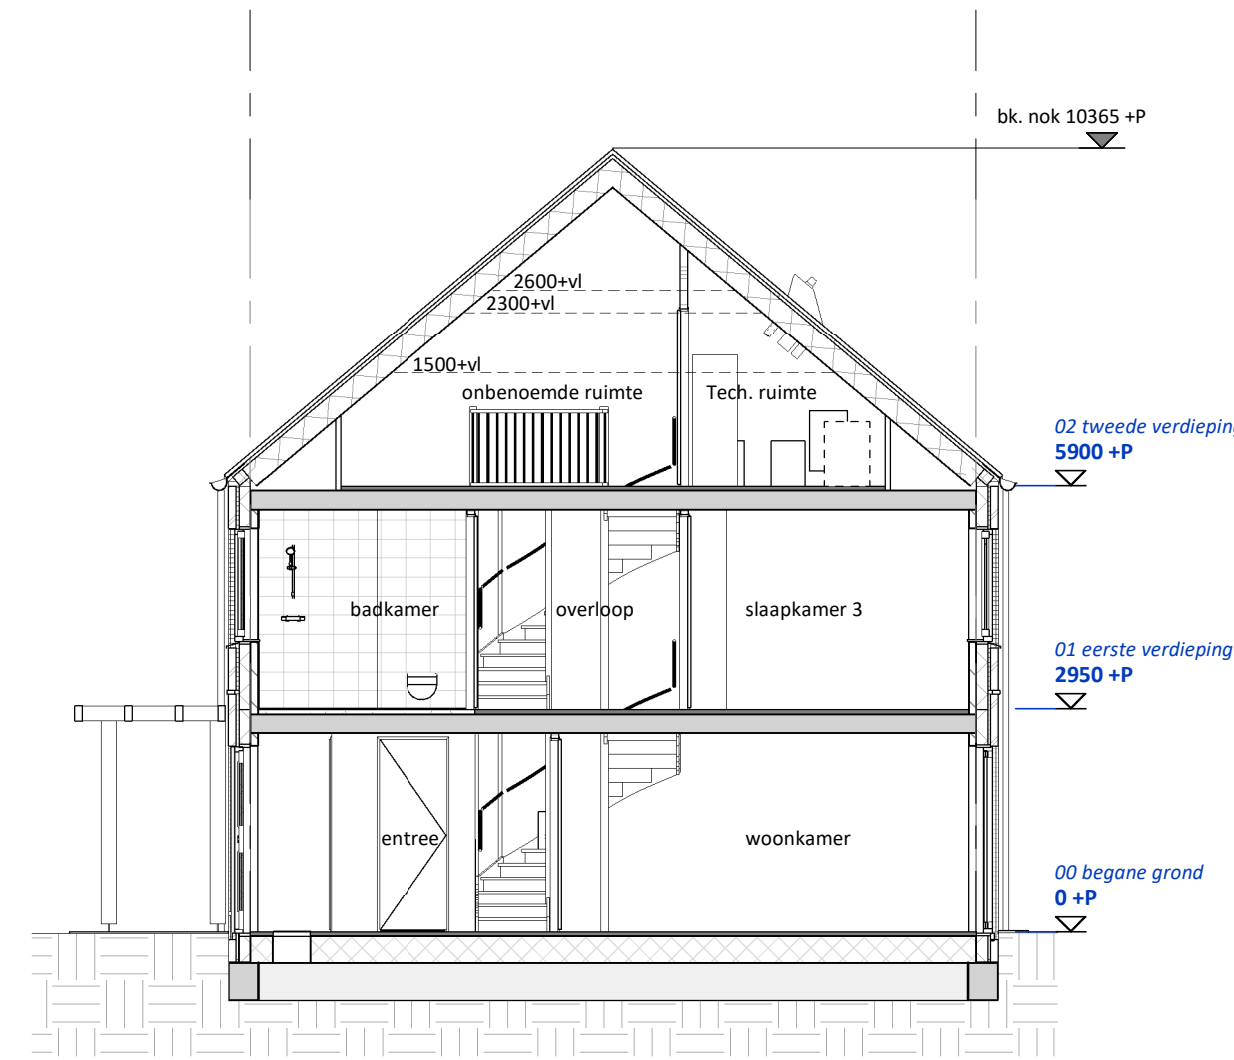 bk. nok 10365 +P
2600+vl
2300+vl
1500+vl
onbenoemde ruimte
Tech. ruimte
02 tweede verdieping
5900 +P
badkamer
overloop
slaapkamer 3
01 eerste verdieping
2950 +P
entree
woonkamer
00 begane grond
0 +P